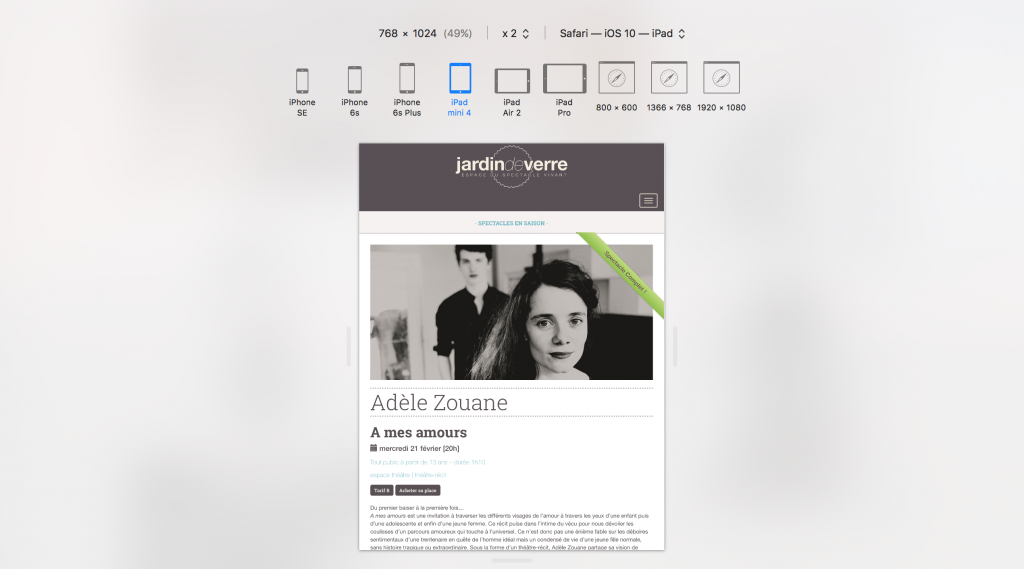 768 × 1024 (49%) x 2 Safari — iOS 10 — iPad
iPhone SE
iPhone 6s
iPhone 6s Plus
iPad mini 4
iPad Air 2
iPad Pro
800 × 600
1366 × 768
1920 × 1080
jardindeverre
ESPACE DU SPECTACLE VIVANT
- SPECTACLES EN SAISON -
Spectacle Complet !
Adèle Zouane
A mes amours
mercredi 21 février [20h]
Tout public à partir de 13 ans – durée 1h10
espace théâtre | théâtre-récit
Tarif B Acheter sa place
Du premier baiser à la première fois…
A mes amours est une invitation à traverser les différents visages de l'amour à travers les yeux d'une enfant puis
d'une adolescente et enfin d'une jeune femme. Ce récit puise dans l'intime du vécu pour nous dévoiler les
coulisses d'un parcours amoureux qui touche à l'universel. Ce n'est donc pas une énième fable sur les déboires
sentimentaux d'une trentenaire en quête de l'homme idéal mais un condensé de vie d'une jeune fille normale,
sans histoire tragique ou extraordinaire. Sous la forme d'un théâtre-récit, Adèle Zouane partage sa vision de